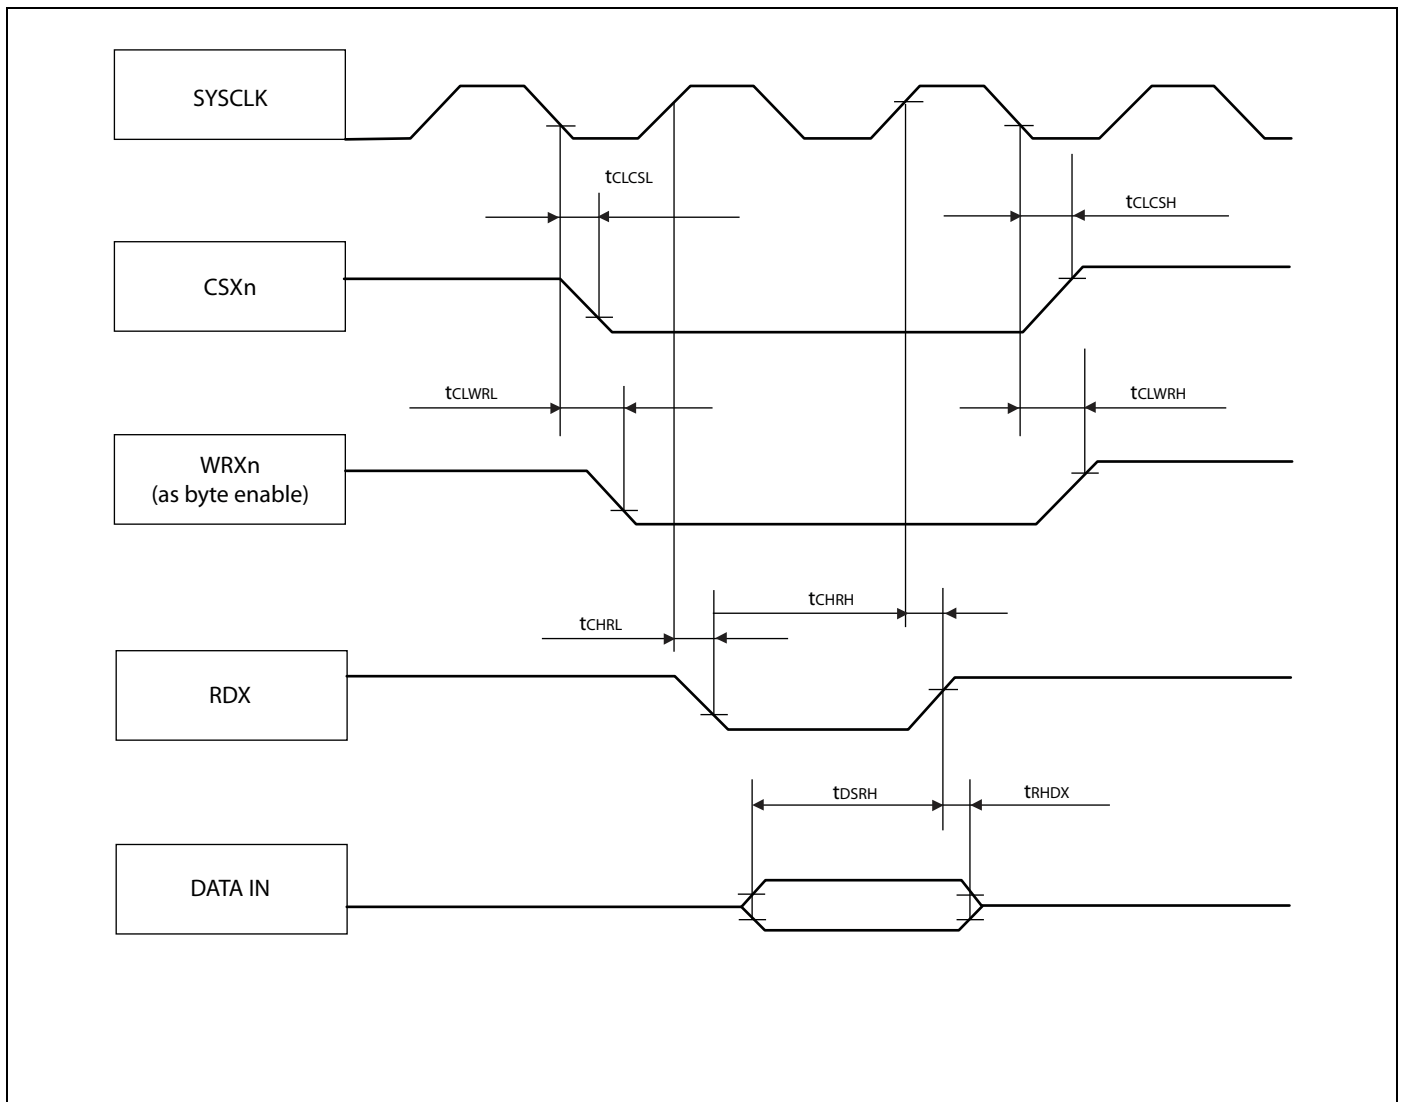 SYSCLK
tCLCSL
tCLCSH
CSXn
tCLWRL
tCLWRH
WRXn
(as byte enable)
tCHRH
tCHRL
RDX
tDSRH
tRHDX
DATA IN